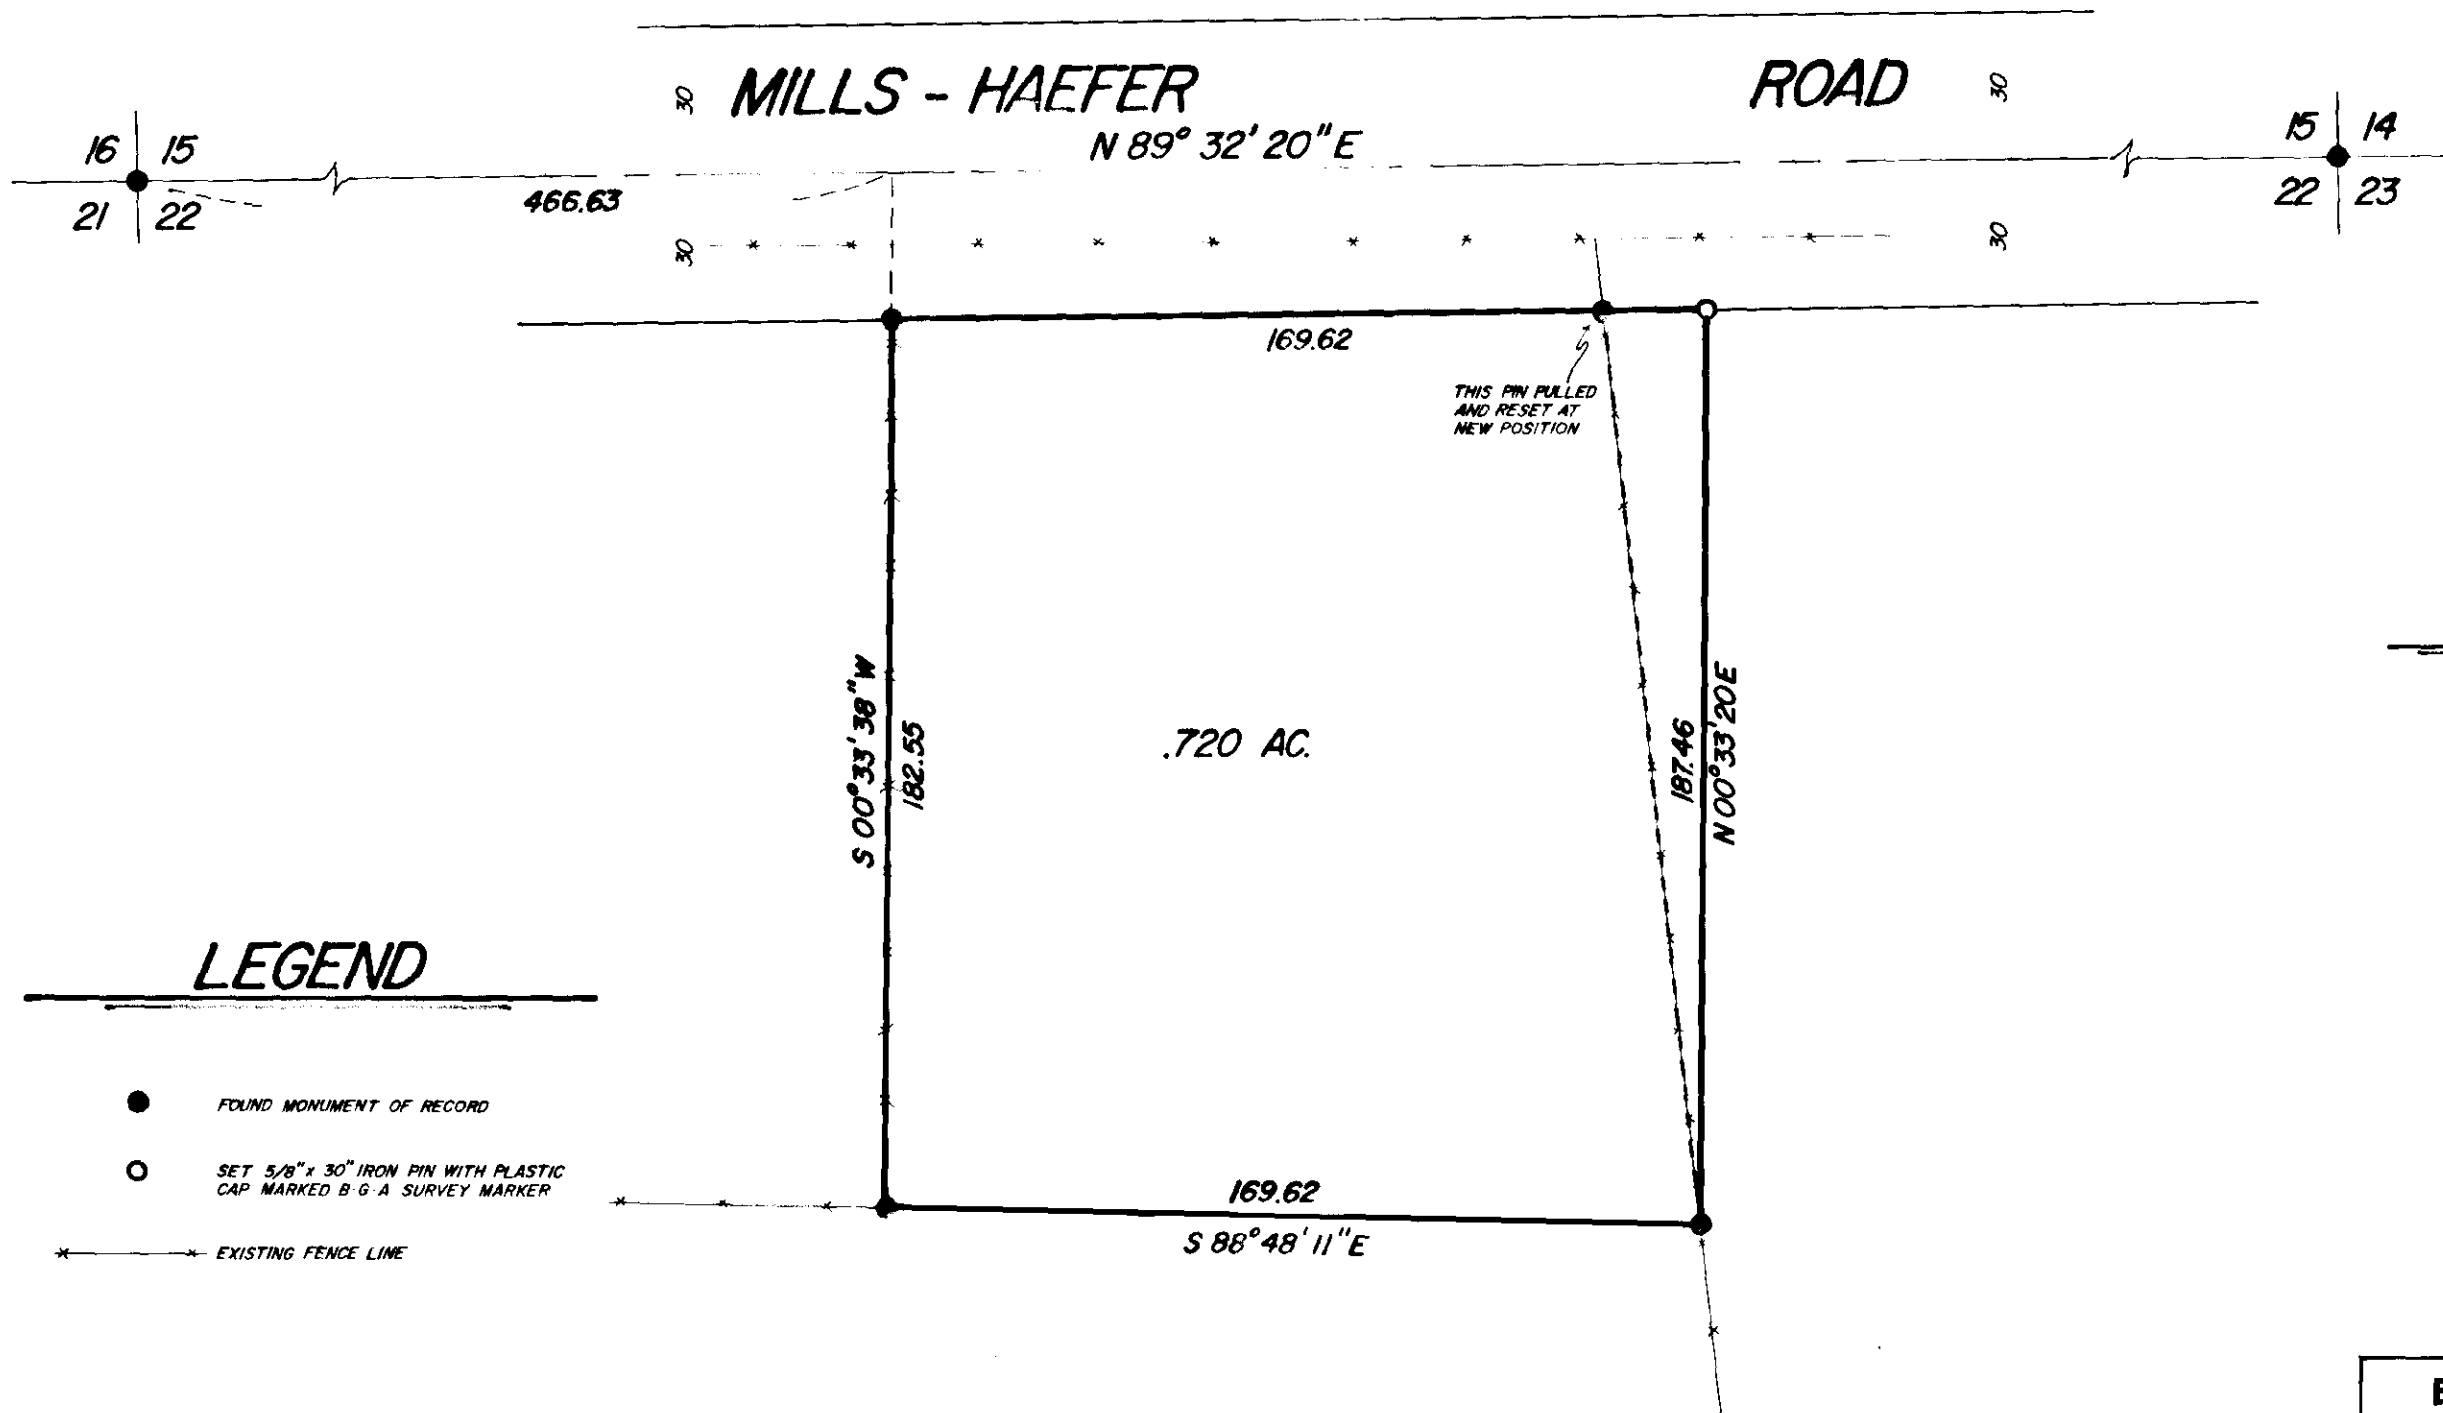 30 MILLS - HAEFER ROAD 30
N 89° 32' 20" E
16 15
21 22
15 14
22 23
466.63
30
30
169.62
THIS PIN PULLED
AND RESET AT
NEW POSITION
S 00° 33' 38" W
182.55
.720 AC.
187.46
N 00° 33' 20 E
169.62
S 88° 48' 11" E
LEGEND
FOUND MONUMENT OF RECORD
SET 5/8" x 30" IRON PIN WITH PLASTIC
CAP MARKED B·G·A SURVEY MARKER
EXISTING FENCE LINE